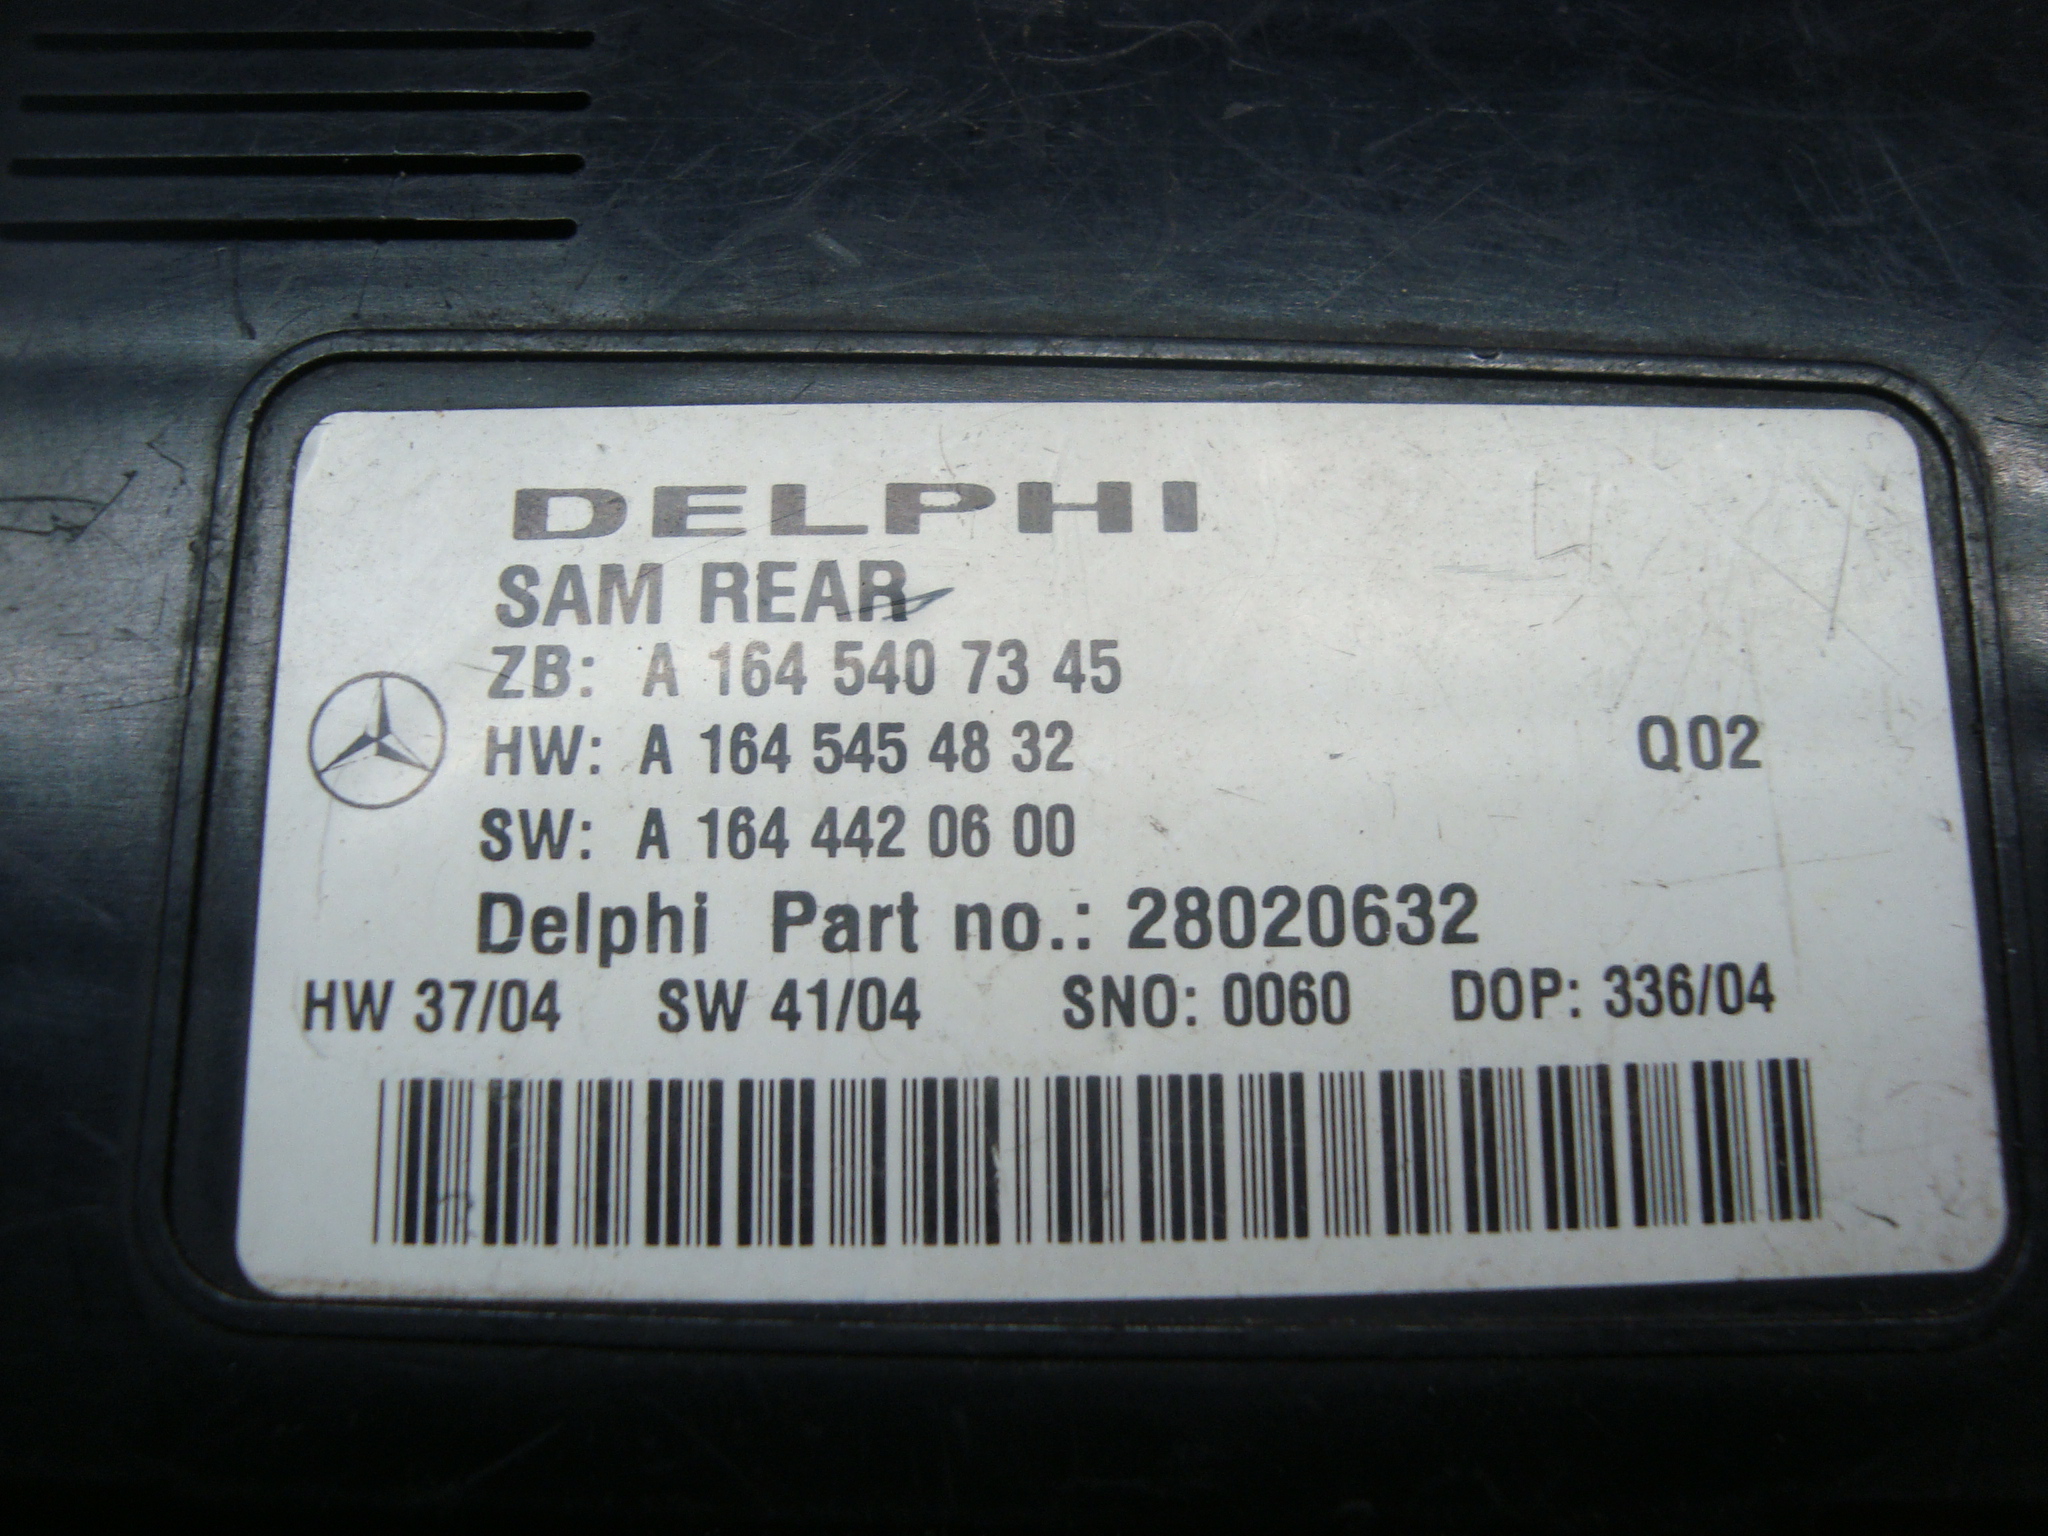 DELPHI
SAM REAR
ZB: A 164 540 73 45
HW: A 164 545 48 32 Q02
SW: A 164 442 06 00
Delphi Part no.: 28020632
HW 37/04 SW 41/04 SNO: 0060 DOP: 336/04